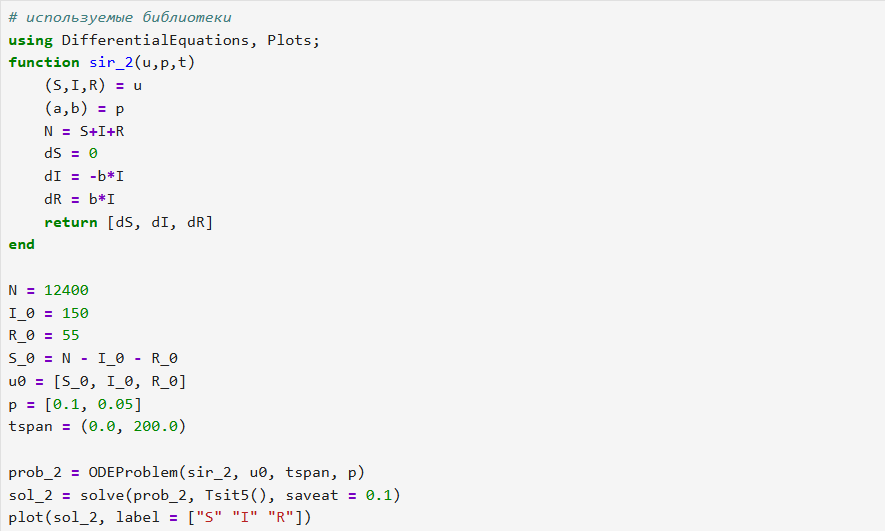 # используемые библиотеки
using DifferentialEquations, Plots;
function sir_2(u,p,t)
    (S,I,R) = u
    (a,b) = p
    N = S+I+R
    dS = 0
    dI = -b*I
    dR = b*I
    return [dS, dI, dR]
end

N = 12400
I_0 = 150
R_0 = 55
S_0 = N - I_0 - R_0
u0 = [S_0, I_0, R_0]
p = [0.1, 0.05]
tspan = (0.0, 200.0)

prob_2 = ODEProblem(sir_2, u0, tspan, p)
sol_2 = solve(prob_2, Tsit5(), saveat = 0.1)
plot(sol_2, label = ["S" "I" "R"])